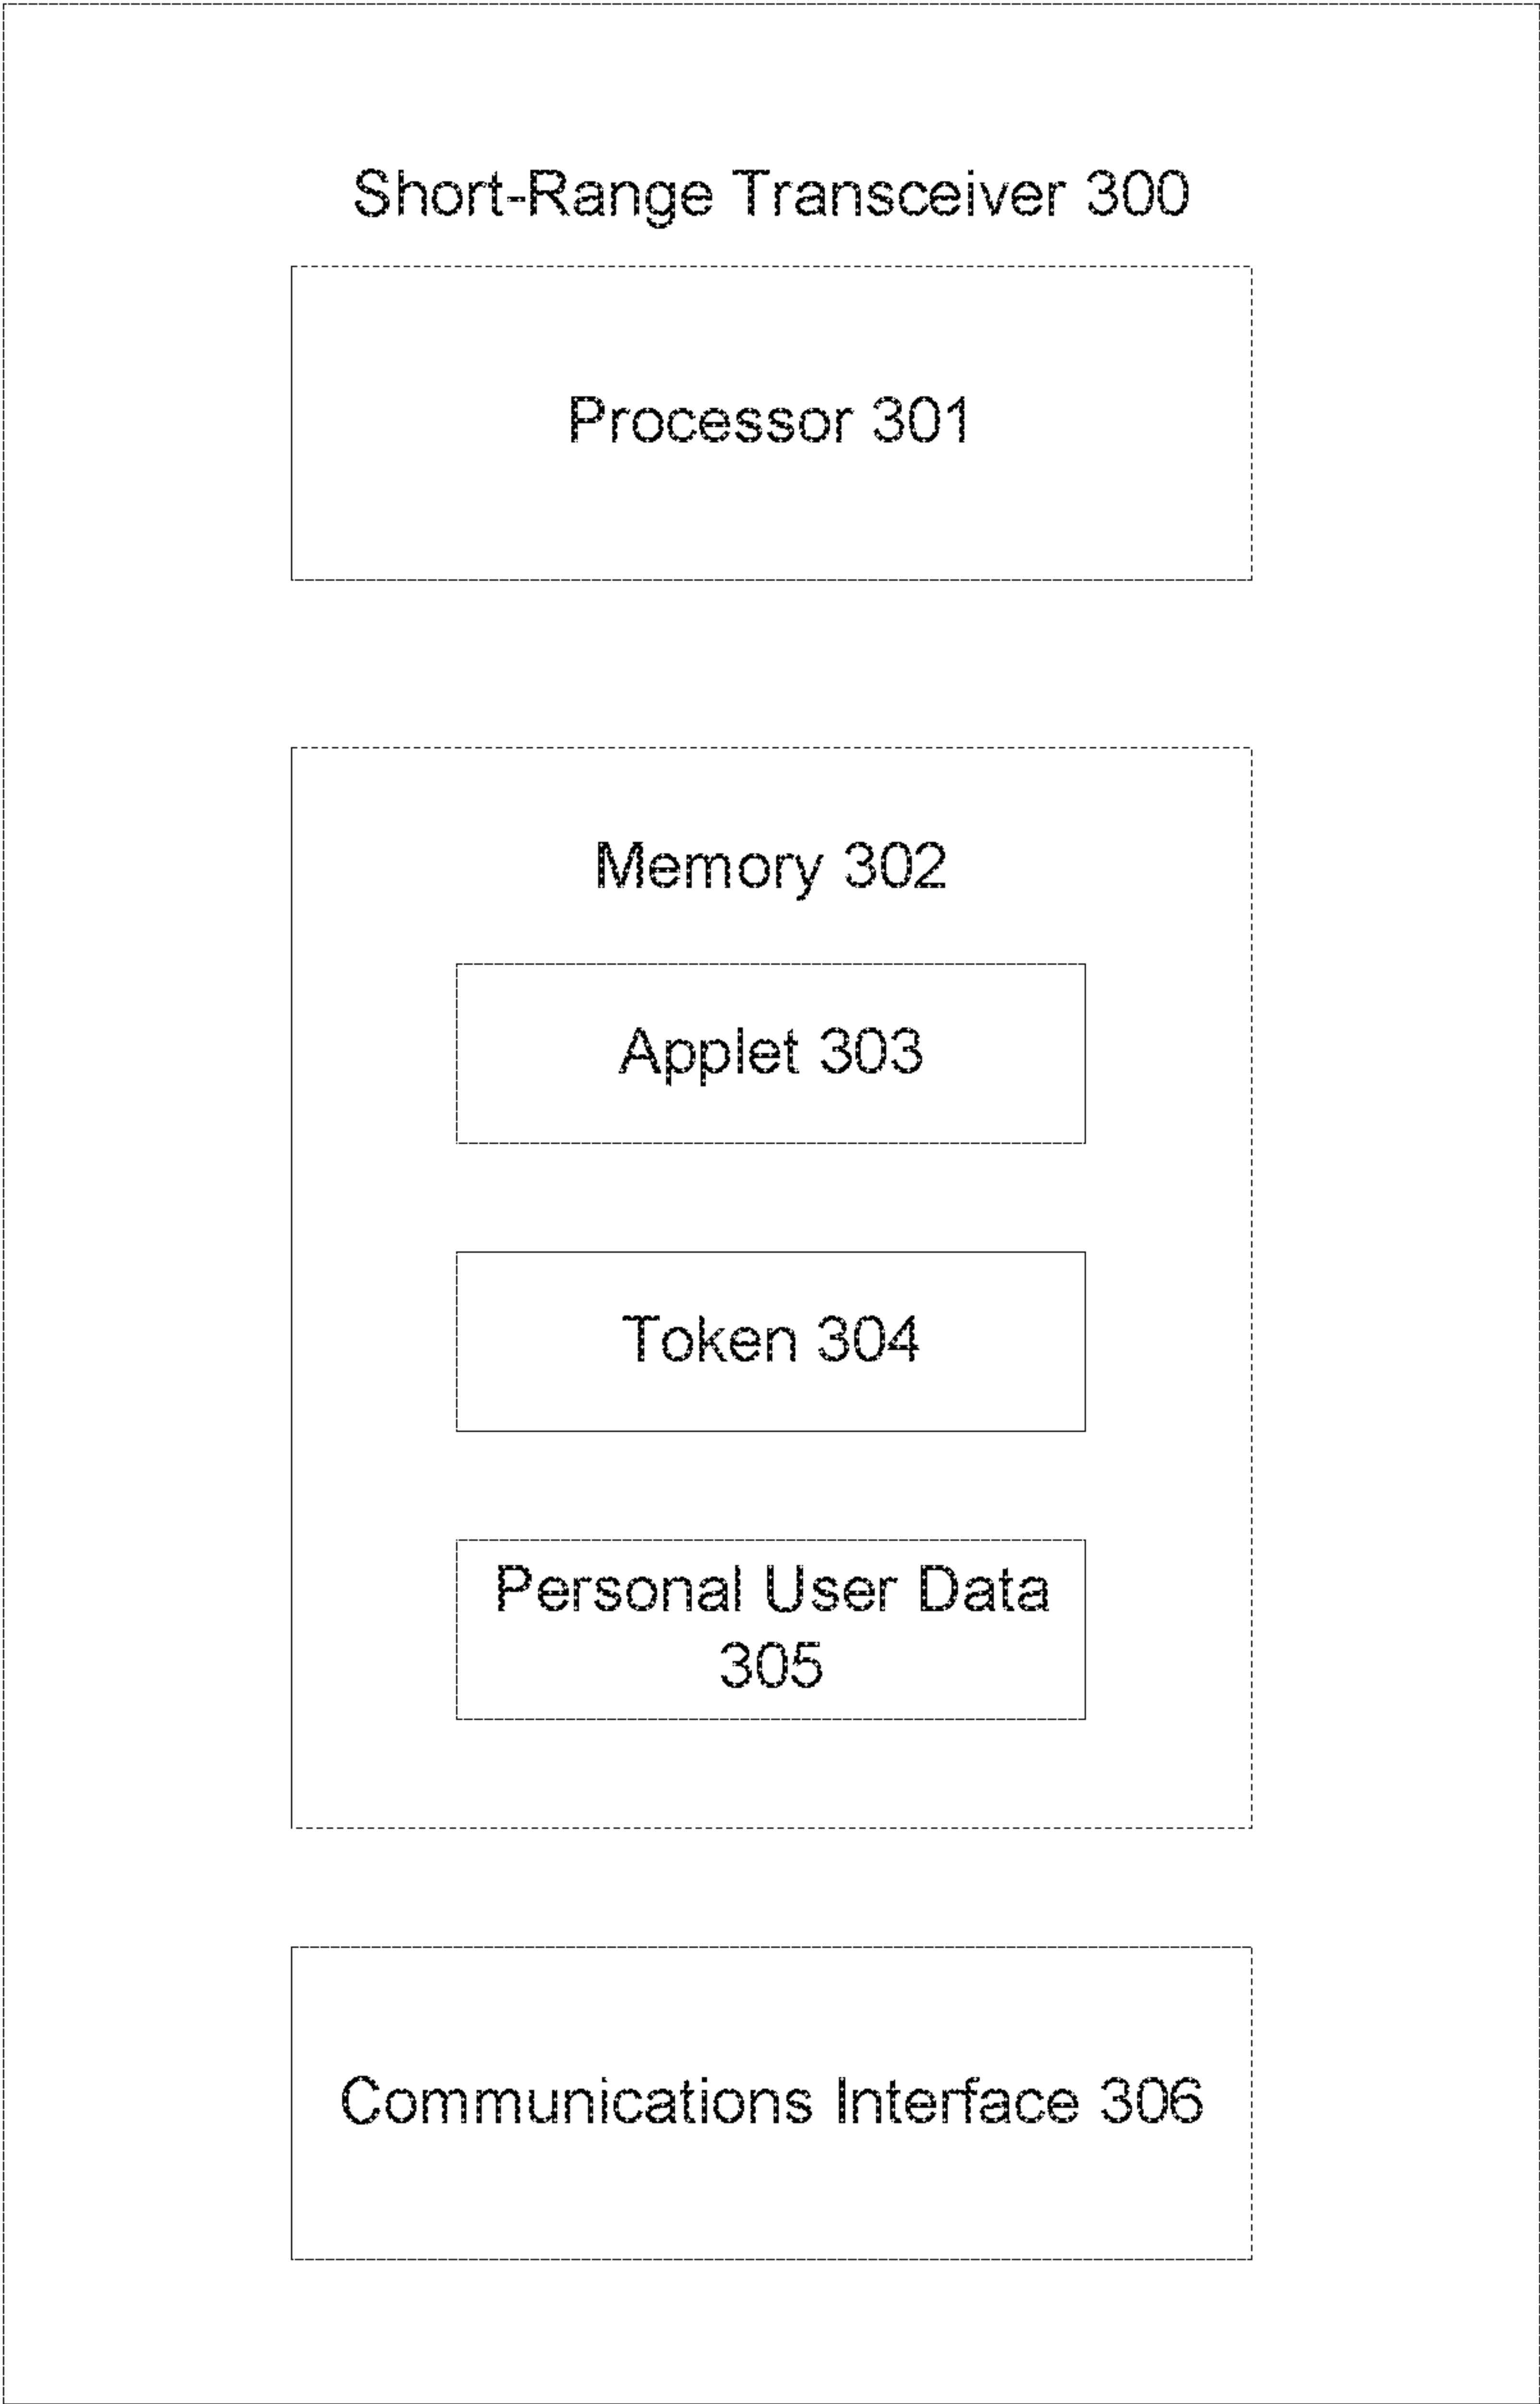 Short-Range Transceiver 300
Processor 301
Memory 302
Applet 303
Token 304
Personal User Data
305
Communications Interface 306